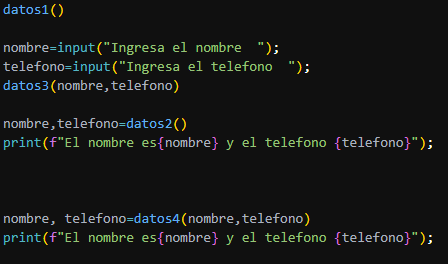 datos1()
nombre=input("Ingresa el nombre  ");
telefono=input("Ingresa el telefono  ");
datos3(nombre,telefono)
nombre,telefono=datos2()
print(f"El nombre es{nombre} y el telefono {telefono}");
nombre, telefono=datos4(nombre,telefono)
print(f"El nombre es{nombre} y el telefono {telefono}");